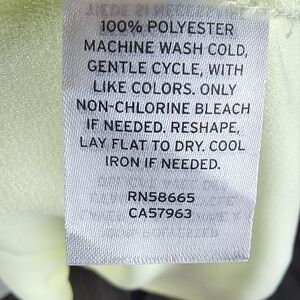 100% POLYESTER
MACHINE WASH COLD,
GENTLE CYCLE, WITH
LIKE COLORS. ONLY
NON-CHLORINE BLEACH
IF NEEDED. RESHAPE,
LAY FLAT TO DRY. COOL
IRON IF NEEDED.
RN58665
CA57963